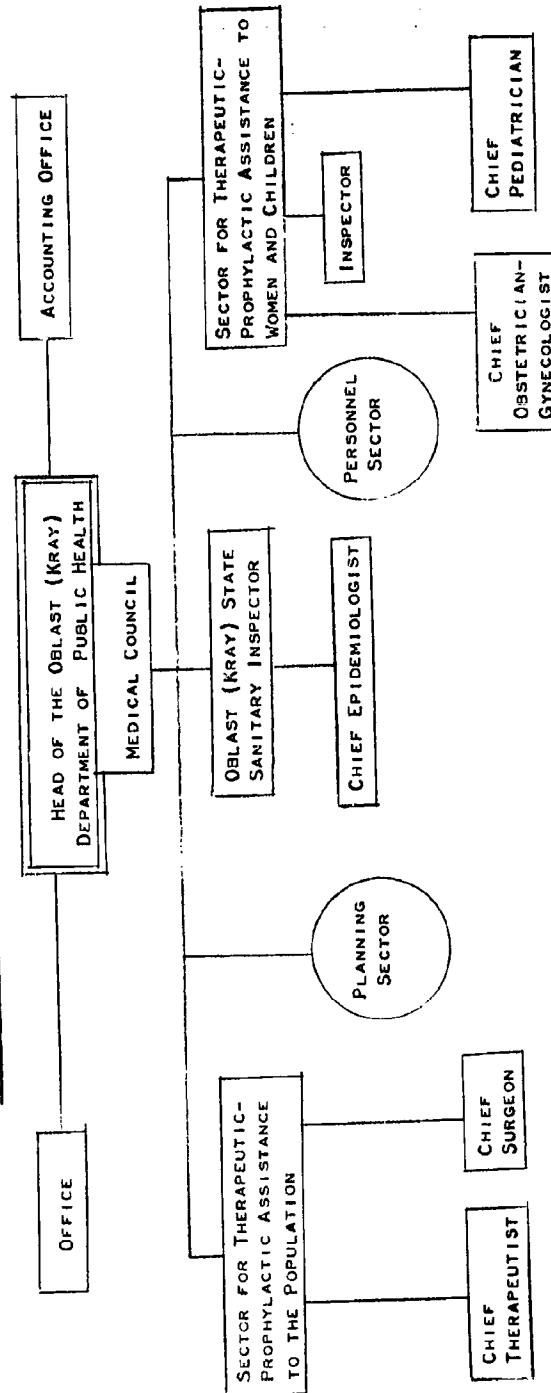 OFFICE
HEAD OF THE OBLAST (KRAY)
DEPARTMENT OF PUBLIC HEALTH
ACCOUNTING OFFICE
MEDICAL COUNCIL
SECTOR FOR THERAPEUTIC-
PROPHYLACTIC ASSISTANCE
TO THE POPULATION
PLANNING
SECTOR
OBLAST (KRAY) STATE
SANITARY INSPECTOR
PERSONNEL
SECTOR
SECTOR FOR THERAPEUTIC-
PROPHYLACTIC ASSISTANCE TO
WOMEN AND CHILDREN
CHIEF EPIDEMIOLOGIST
INSPECTOR
CHIEF
THERAPEUTIST
CHIEF
SURGEON
CHIEF
OBSTETRICIAN-
GYNECOLOGIST
CHIEF
PEDIATRICIAN